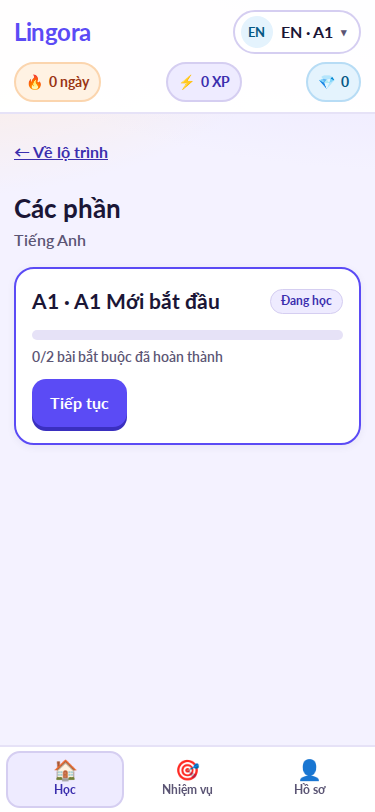 Lingora
EN EN · A1 ▾
🔥 0 ngày
⚡ 0 XP
💎 0
← Về lộ trình
Các phần
Tiếng Anh
A1 · A1 Mới bắt đầu
Đang học
0/2 bài bắt buộc đã hoàn thành
Tiếp tục
Học
Nhiệm vụ
Hồ sơ